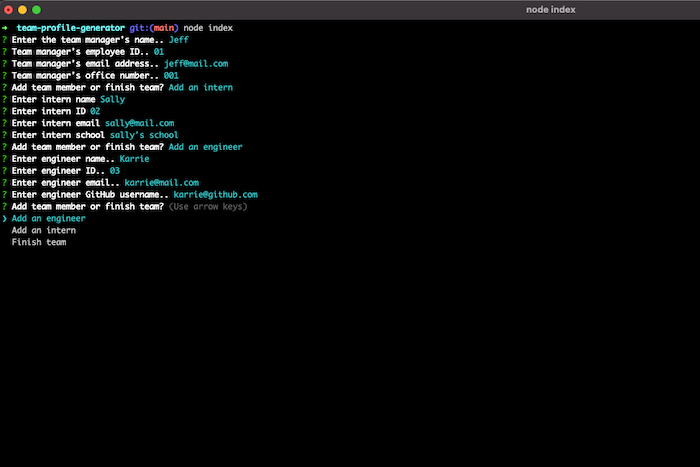 node index
➜ team-profile-generator git:(main) node index
? Enter the team manager's name.. Jeff
? Team manager's employee ID.. 01
? Team manager's email address.. jeff@mail.com
? Team manager's office number.. 001
? Add team member or finish team? Add an intern
? Enter intern name Sally
? Enter intern ID 02
? Enter intern email sally@mail.com
? Enter intern school sally's school
? Add team member or finish team? Add an engineer
? Enter engineer name.. Karrie
? Enter engineer ID.. 03
? Enter engineer email.. karrie@mail.com
? Enter engineer GitHub username.. karrie@github.com
? Add team member or finish team? (Use arrow keys)
❯ Add an engineer
Add an intern
Finish team